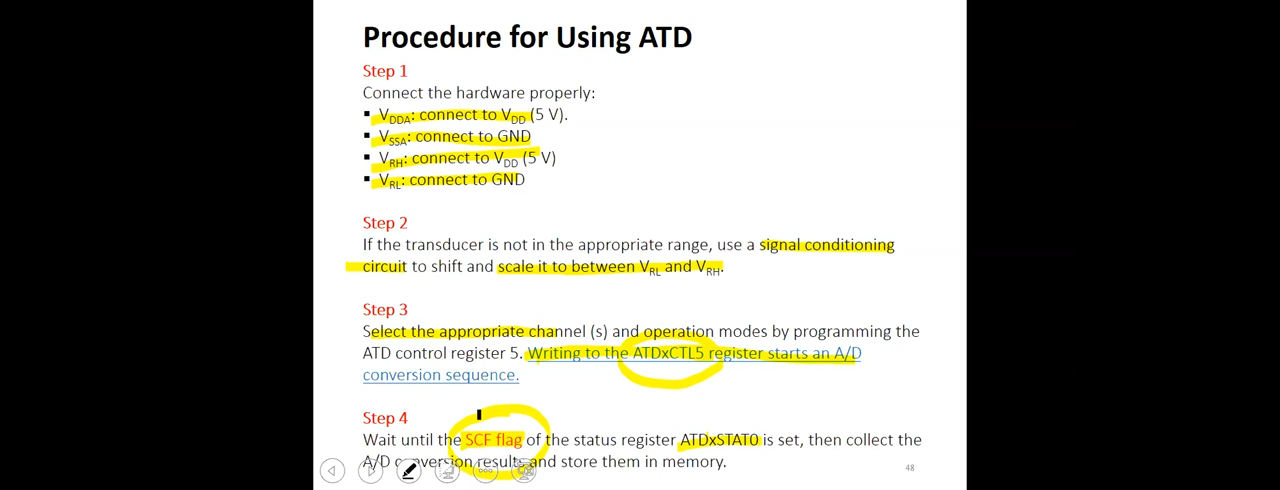 Procedure for Using ATD
Step 1
Connect the hardware properly:
▪ VDDA: connect to VDD (5 V).
▪ VSSA: connect to GND
▪ VRH: connect to VDD (5 V)
▪ VRL: connect to GND
Step 2
If the transducer is not in the appropriate range, use a signal conditioning
circuit to shift and scale it to between VRL and VRH.
Step 3
Select the appropriate channel (s) and operation modes by programming the
ATD control register 5. Writing to the ATDxCTL5 register starts an A/D
conversion sequence.
Step 4
Wait until the SCF flag of the status register ATDxSTAT0 is set, then collect the
A/D conversion results and store them in memory.
48